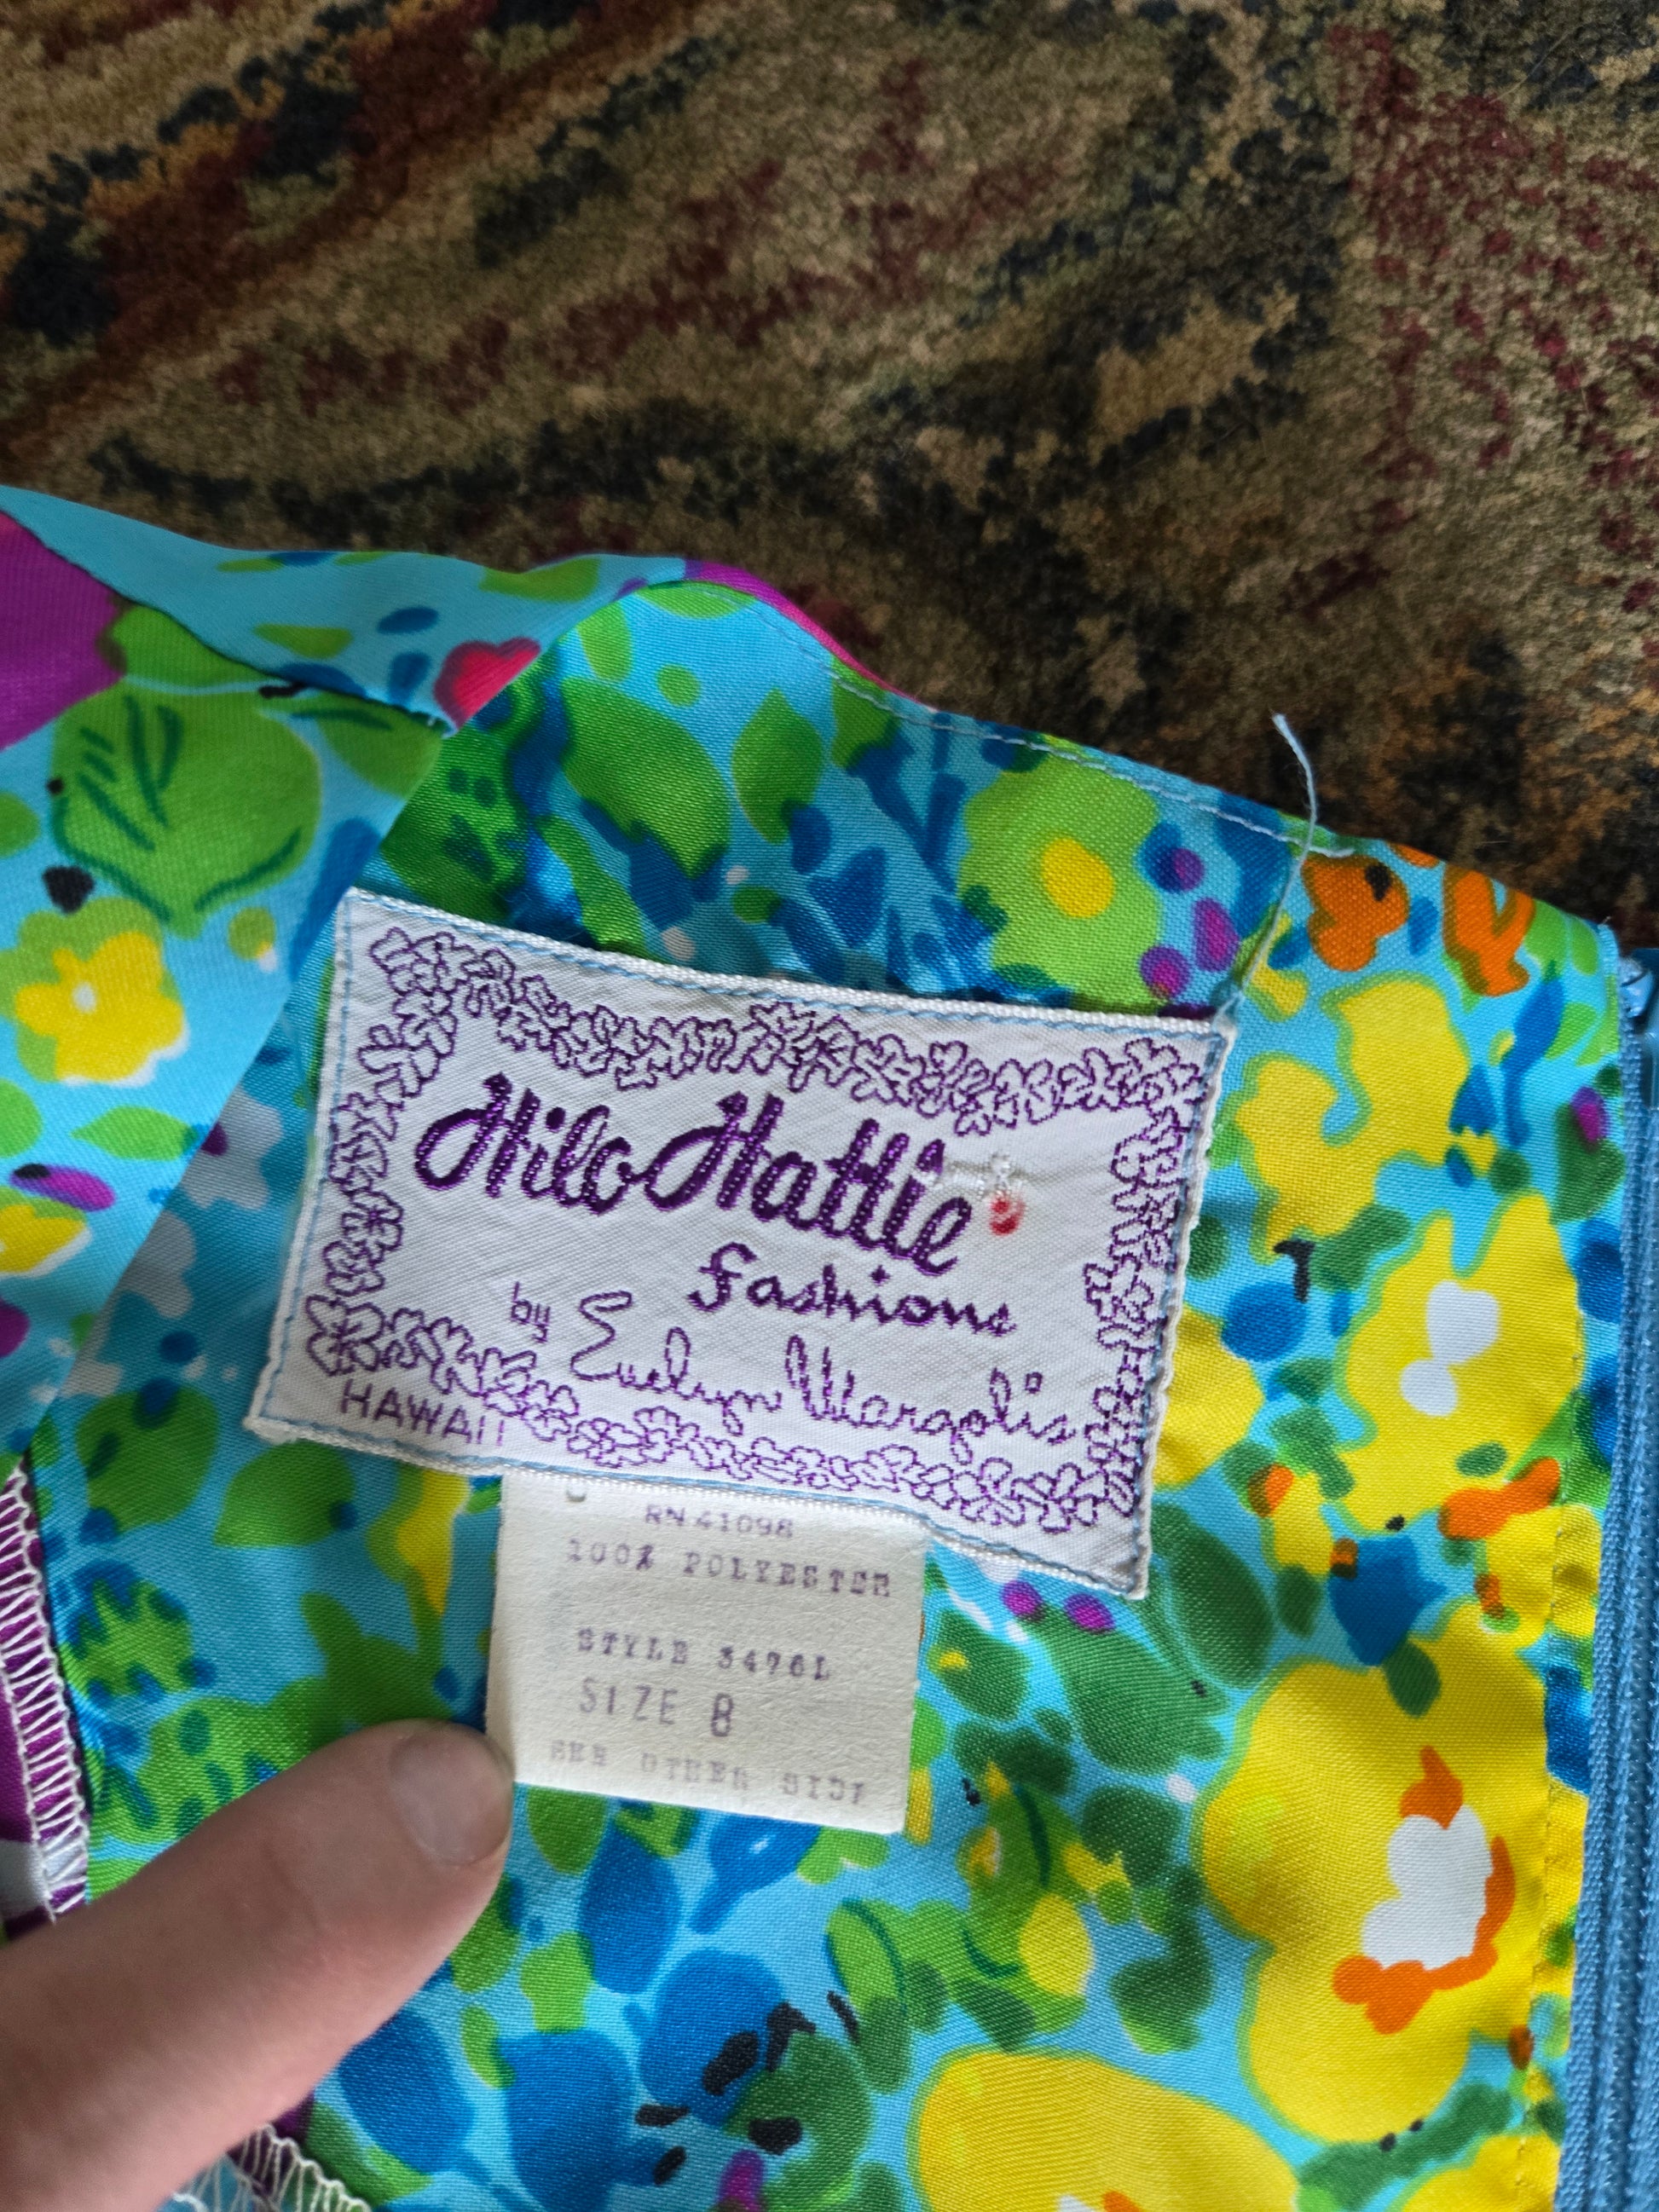 Hilo Hattie
fashions
by Evelyn Margolis
HAWAII
RN 41098
100% POLYESTER
STYLE 3476L
SIZE 8
SEE OTHER SIDE